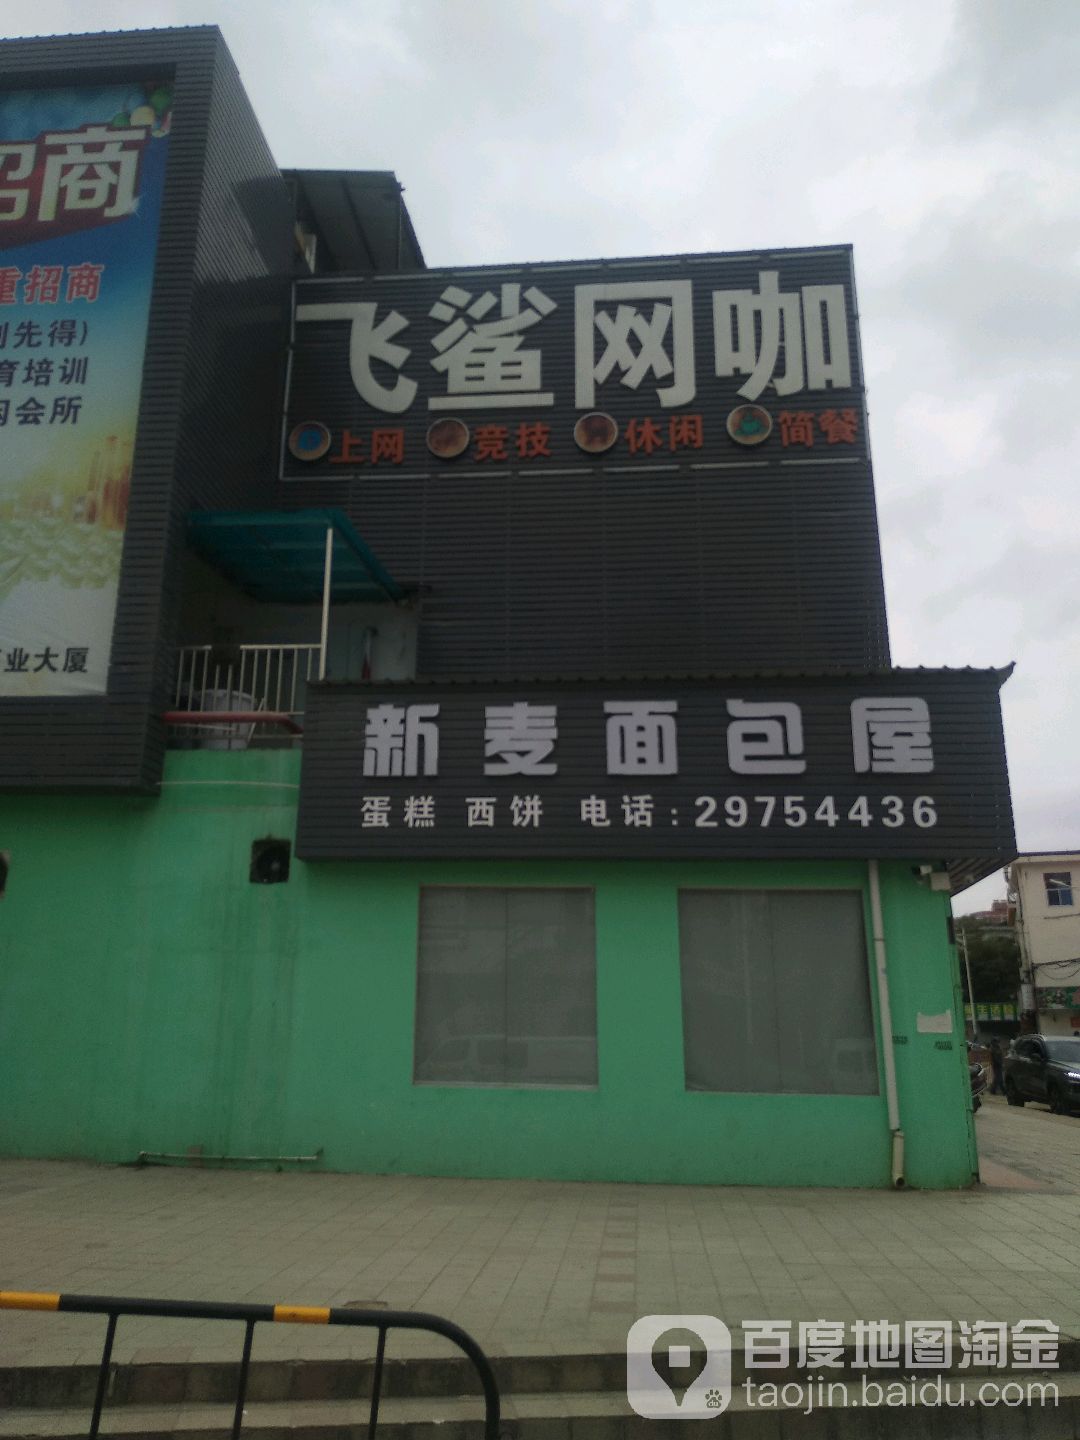 招商
重招商
先得)
育培训
会所
业大厦
飞鲨网咖
上网 竞技 休闲 简餐
新麦面包屋
蛋糕 西饼 电话:29754436
百度地图淘金
taojin.baidu.com